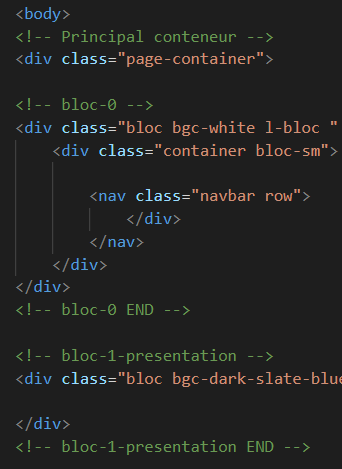 <body>
<!-- Principal conteneur -->
<div class="page-container">
<!-- bloc-0 -->
<div class="bloc bgc-white l-bloc "
<div class="container bloc-sm">
<nav class="navbar row">
</div>
</nav>
</div>
</div>
<!-- bloc-0 END -->
<!-- bloc-1-presentation -->
<div class="bloc bgc-dark-slate-blue
</div>
<!-- bloc-1-presentation END -->